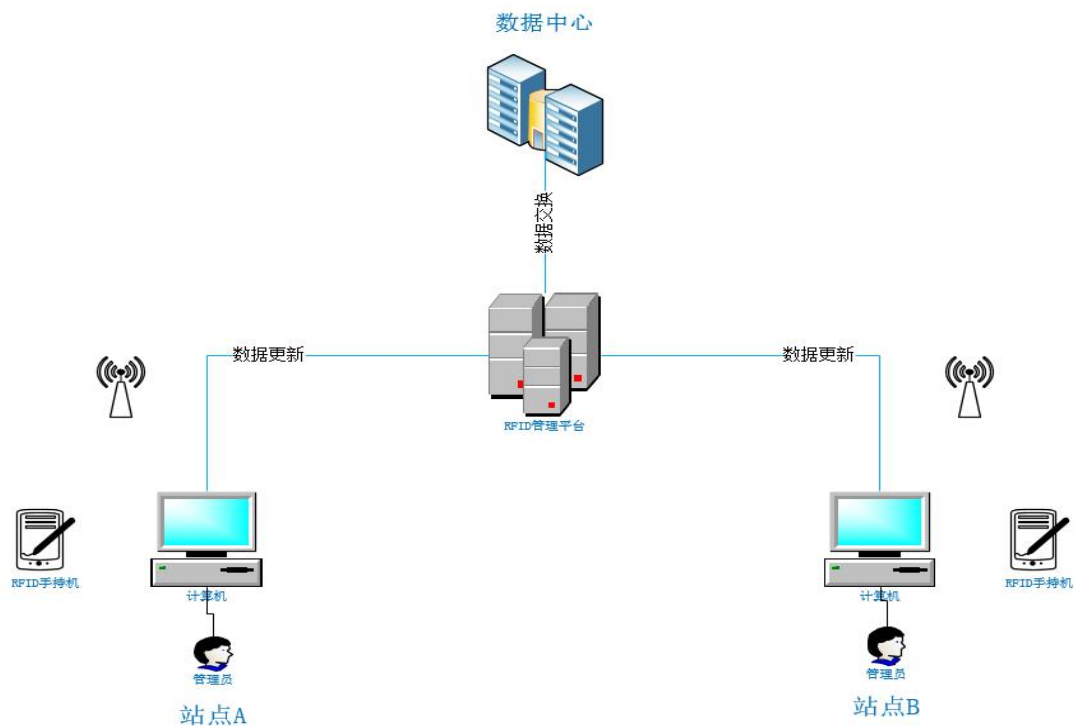 数据中心
数据交换
数据更新
数据更新
RFID管理平台
RFID手持机
计算机
计算机
RFID手持机
管理员
管理员
站点A
站点B